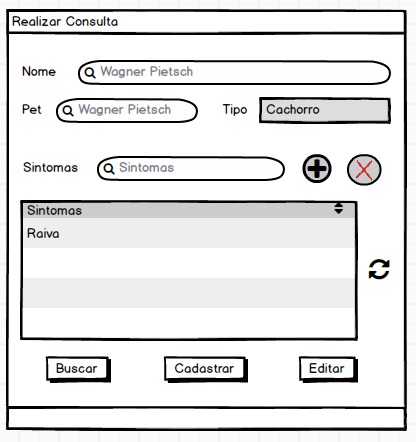 Realizar Consulta
Nome Wagner Pietsch
Pet Wagner Pietsch Tipo Cachorro
Sintomas Sintomas
Sintomas
Raiva
Buscar Cadastrar Editar